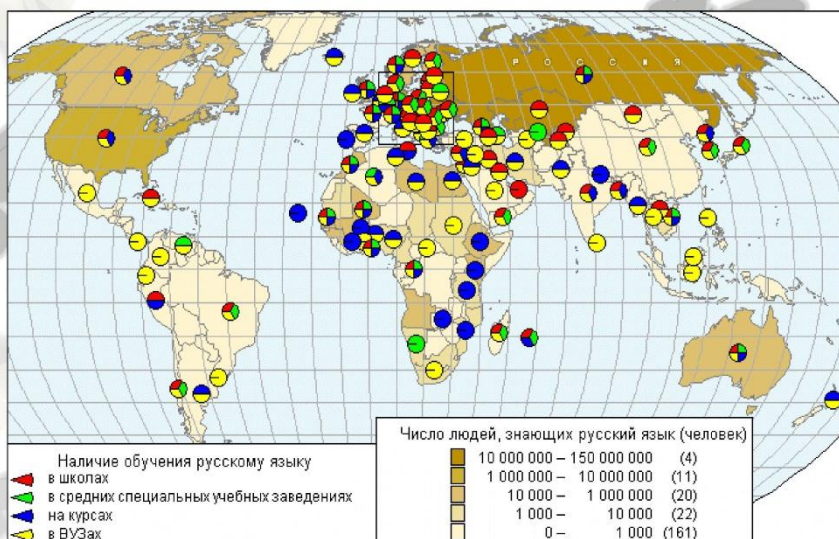 Р О С С И Я
Наличие обучения русскому языку
в школах
в средних специальных учебных заведениях
на курсах
в ВУЗах
Число людей, знающих русский язык (человек)
10 000 000 – 150 000 000 (4)
1 000 000 – 10 000 000 (11)
10 000 – 1 000 000 (20)
1 000 – 10 000 (22)
0 – 1 000 (161)